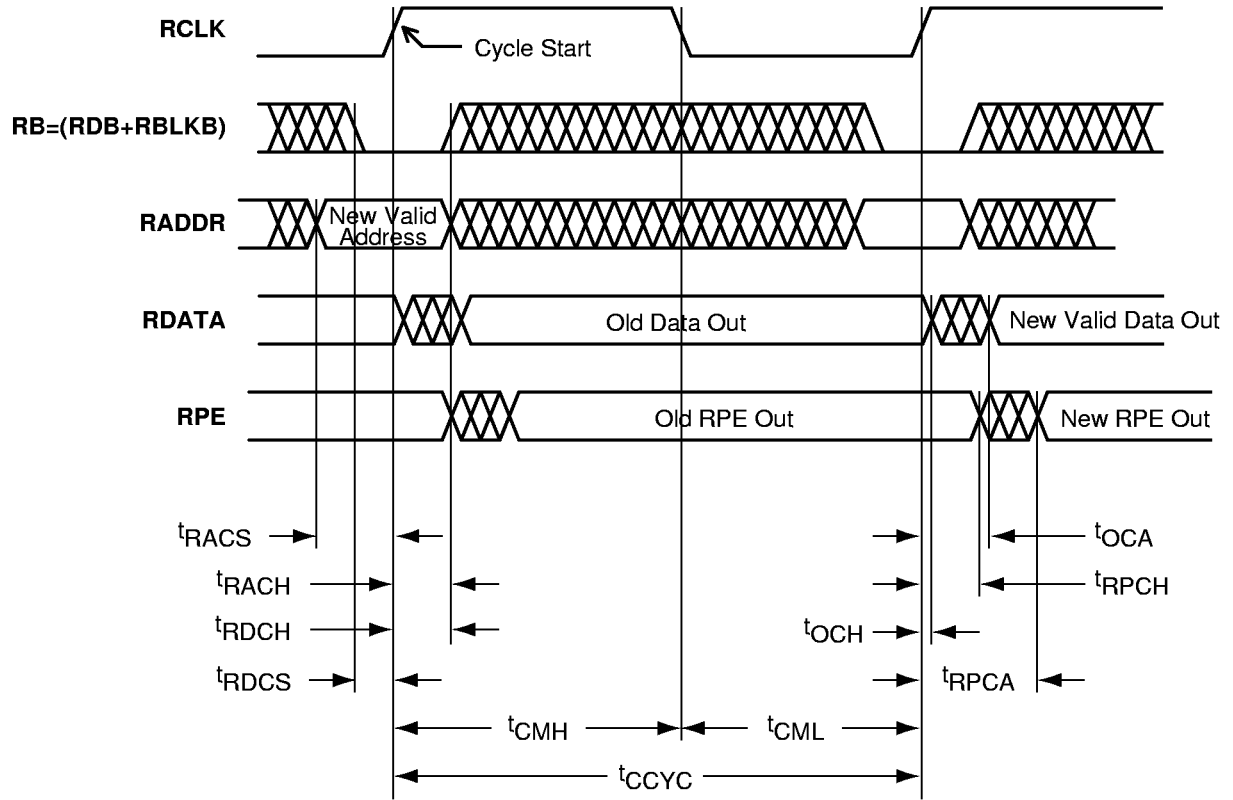 RCLK
Cycle Start
RB=(RDB+RBLKB)
RADDR
New Valid
Address
RDATA
Old Data Out
New Valid Data Out
RPE
Old RPE Out
New RPE Out
tRACS
tOCA
tRACH
tRPCH
tRDCH
tOCH
tRDCS
tRPCA
tCMH
tCML
tCCYC